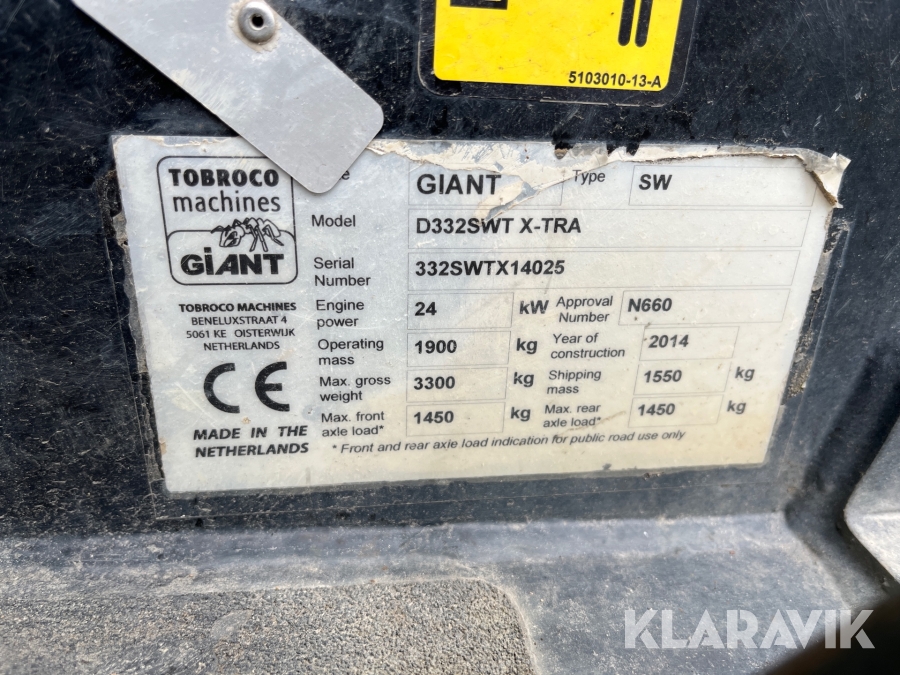 5103010-13-A
TOBROCO
machines
GiANT
TOBROCO MACHINES
BENELUXSTRAAT 4
5061 KE OISTERWIJK
NETHERLANDS
CE
MADE IN THE
NETHERLANDS
GIANT Type SW
Model D332SWT X-TRA
Serial Number 332SWTX14025
Engine power 24 kW Approval Number N660
Operating mass 1900 kg Year of construction 2014
Max. gross weight 3300 kg Shipping mass 1550 kg
Max. front axle load* 1450 kg Max. rear axle load* 1450 kg
* Front and rear axle load indication for public road use only
KLARAVIK